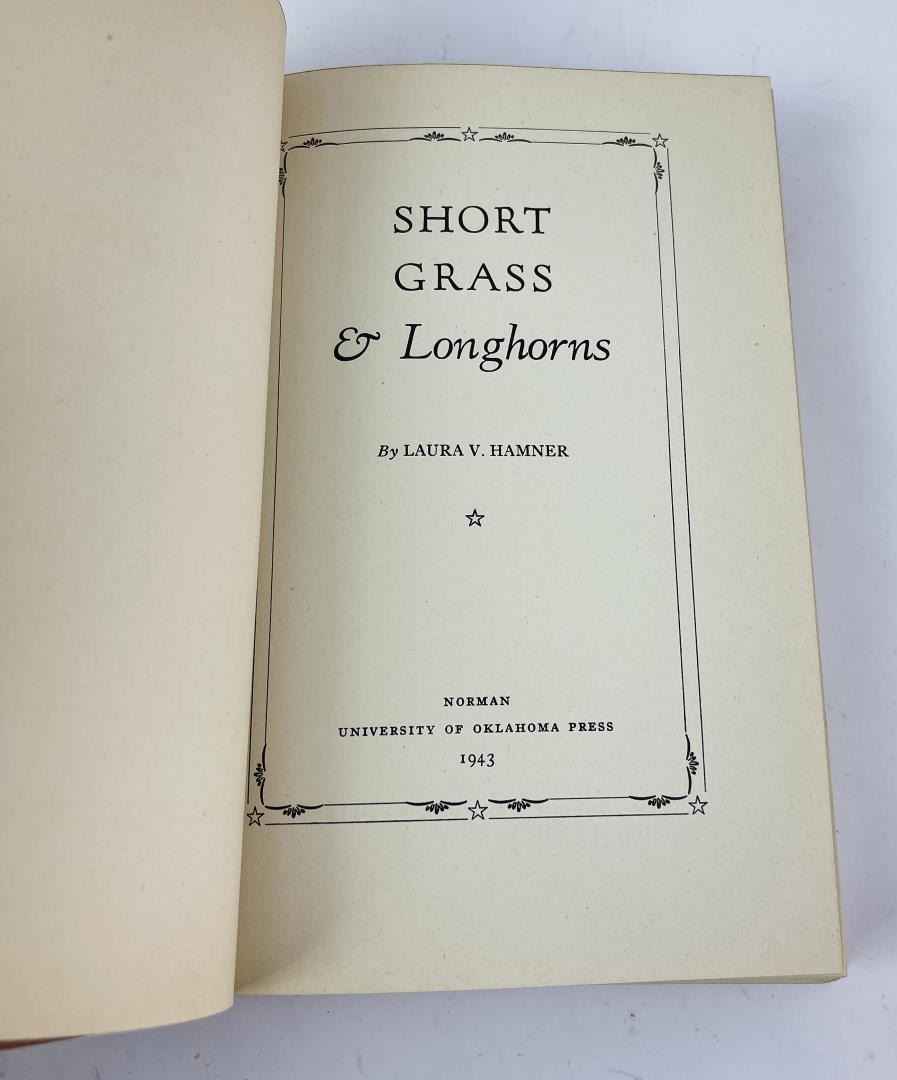 SHORT
GRASS
& Longhorns
By LAURA V. HAMNER
NORMAN
UNIVERSITY OF OKLAHOMA PRESS
1943